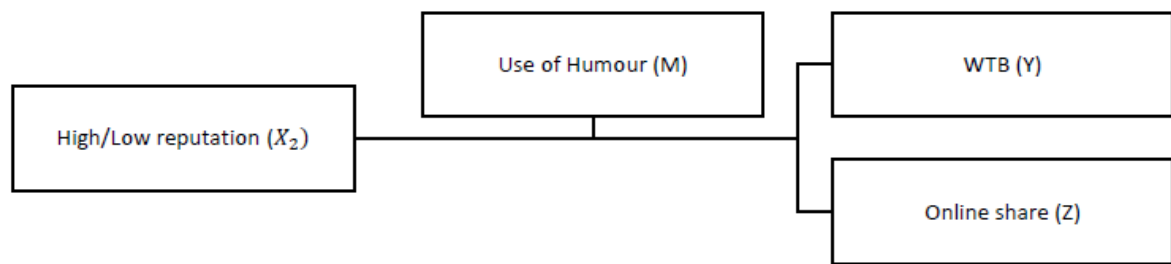 Use of Humour (M)
WTB (Y)
High/Low reputation (𝑋₂)
Online share (Z)